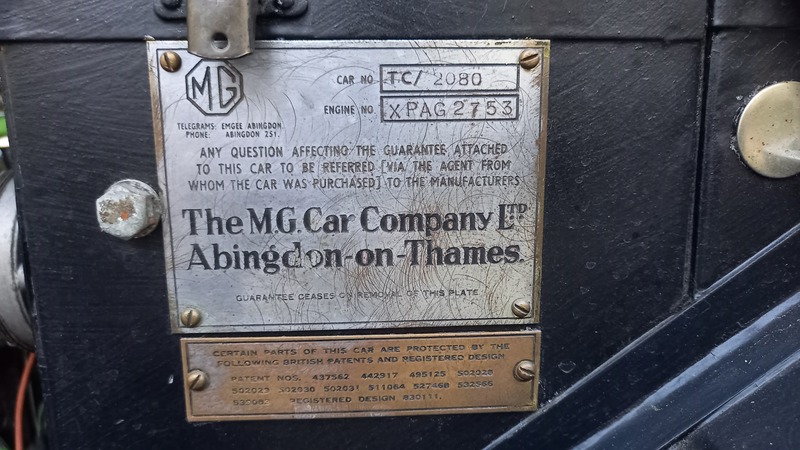 MG
CAR NO TC/ 2080
ENGINE NO. XPAG 2753
TELEGRAMS: EMGEE ABINGDON
PHONE: ABINGDON 251.
ANY QUESTION AFFECTING THE GUARANTEE ATTACHED
TO THIS CAR TO BE REFERRED [VIA THE AGENT FROM
WHOM THE CAR WAS PURCHASED] TO THE MANUFACTURERS
The M.G. Car Company LTD
Abingdon-on-Thames.
GUARANTEE CEASES ON REMOVAL OF THIS PLATE
CERTAIN PARTS OF THIS CAR ARE PROTECTED BY THE
FOLLOWING BRITISH PATENTS AND REGISTERED DESIGN
PATENT NOS. 437562 442917 495125 502028
502029 502030 502031 511064 527468 532565
REGISTERED DESIGN 830111.